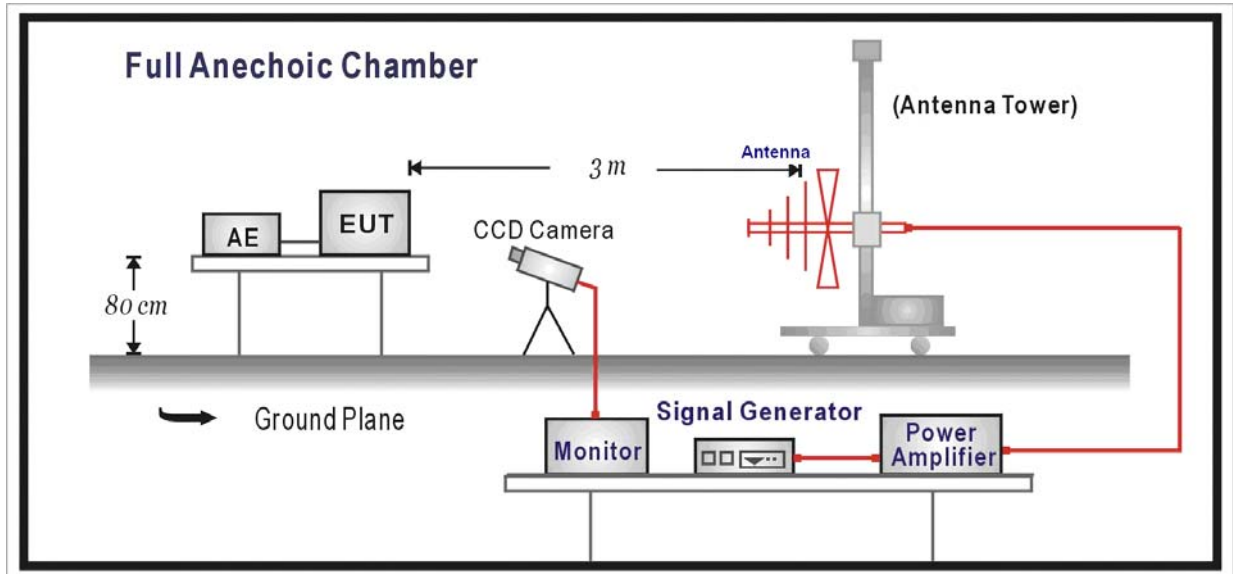 Full Anechoic Chamber
(Antenna Tower)
Antenna
3 m
AE
EUT
CCD Camera
80 cm
Ground Plane
Signal Generator
Monitor
Power
Amplifier